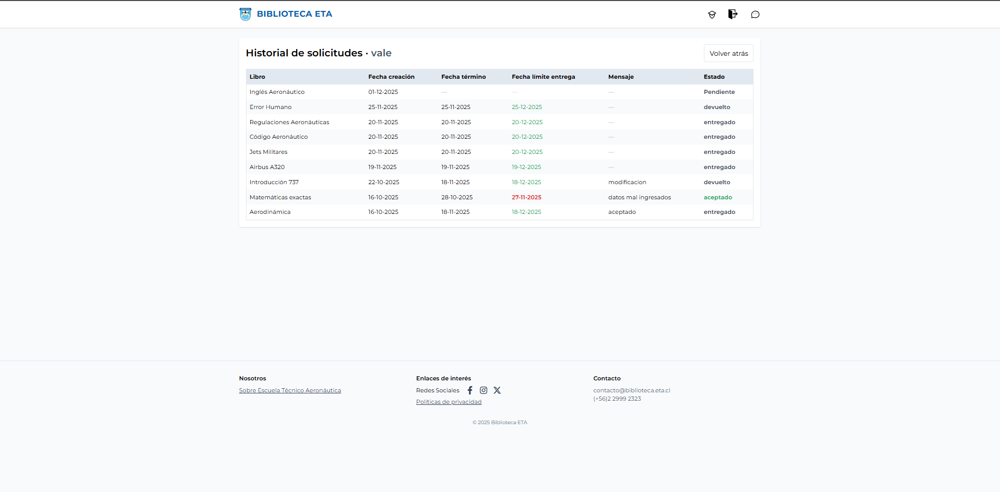 BIBLIOTECA ETA
Historial de solicitudes · vale
Volver atrás
Libro Fecha creación Fecha término Fecha límite entrega Mensaje Estado
Inglés Aeronáutico 01-12-2025 — — — Pendiente
Error Humano 25-11-2025 25-11-2025 25-12-2025 — devuelto
Regulaciones Aeronáuticas 20-11-2025 20-11-2025 20-12-2025 — entregado
Código Aeronáutico 20-11-2025 20-11-2025 20-12-2025 — entregado
Jets Militares 20-11-2025 20-11-2025 20-12-2025 — entregado
Airbus A320 19-11-2025 19-11-2025 19-12-2025 — entregado
Introducción 737 22-10-2025 18-11-2025 18-12-2025 modificacion devuelto
Matemáticas exactas 16-10-2025 28-10-2025 27-11-2025 datos mal ingresados aceptado
Aerodinámica 16-10-2025 18-11-2025 18-12-2025 aceptado entregado
Nosotros
Sobre Escuela Técnico Aeronáutica
Enlaces de interés
Redes Sociales
Políticas de privacidad
Contacto
contacto@biblioteca.eta.cl
(+56)2 2999 2323
© 2025 Biblioteca ETA